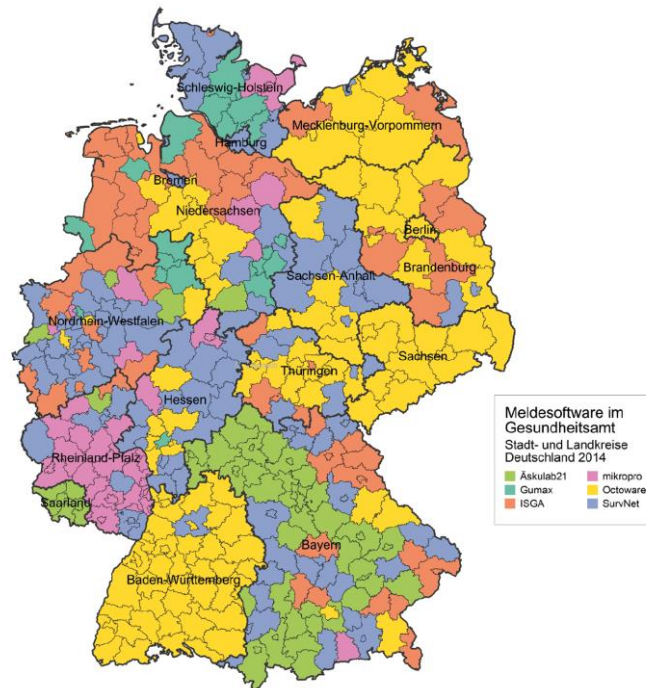 Schleswig-Holstein
Mecklenburg-Vorpommern
Hamburg
Bremen
Niedersachsen
Berlin
Brandenburg
Sachsen-Anhalt
Nordrhein-Westfalen
Sachsen
Thüringen
Hessen
Rheinland-Pfalz
Saarland
Bayern
Baden-Württemberg
Meldesoftware im
Gesundheitsamt
Stadt- und Landkreise
Deutschland 2014
Äskulab21 mikropro
Gumax Octoware
ISGA SurvNet